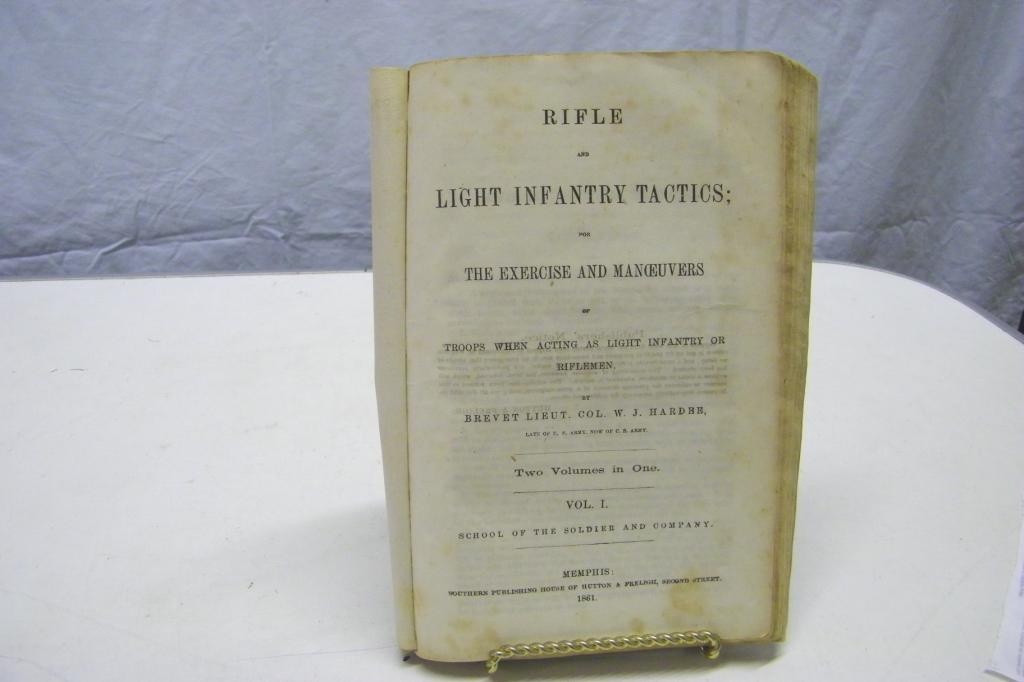 RIFLE
AND
LIGHT INFANTRY TACTICS;
FOR
THE EXERCISE AND MANŒUVERS
OF
TROOPS WHEN ACTING AS LIGHT INFANTRY OR
RIFLEMEN.
BY
BREVET LIEUT. COL. W. J. HARDEE,
LATE OF U. S. ARMY, NOW OF C. S. ARMY.
Two Volumes in One.
VOL. I.
SCHOOL OF THE SOLDIER AND COMPANY.
MEMPHIS:
SOUTHERN PUBLISHING HOUSE OF HUTTON & FRELIGH, SECOND STREET.
1861.